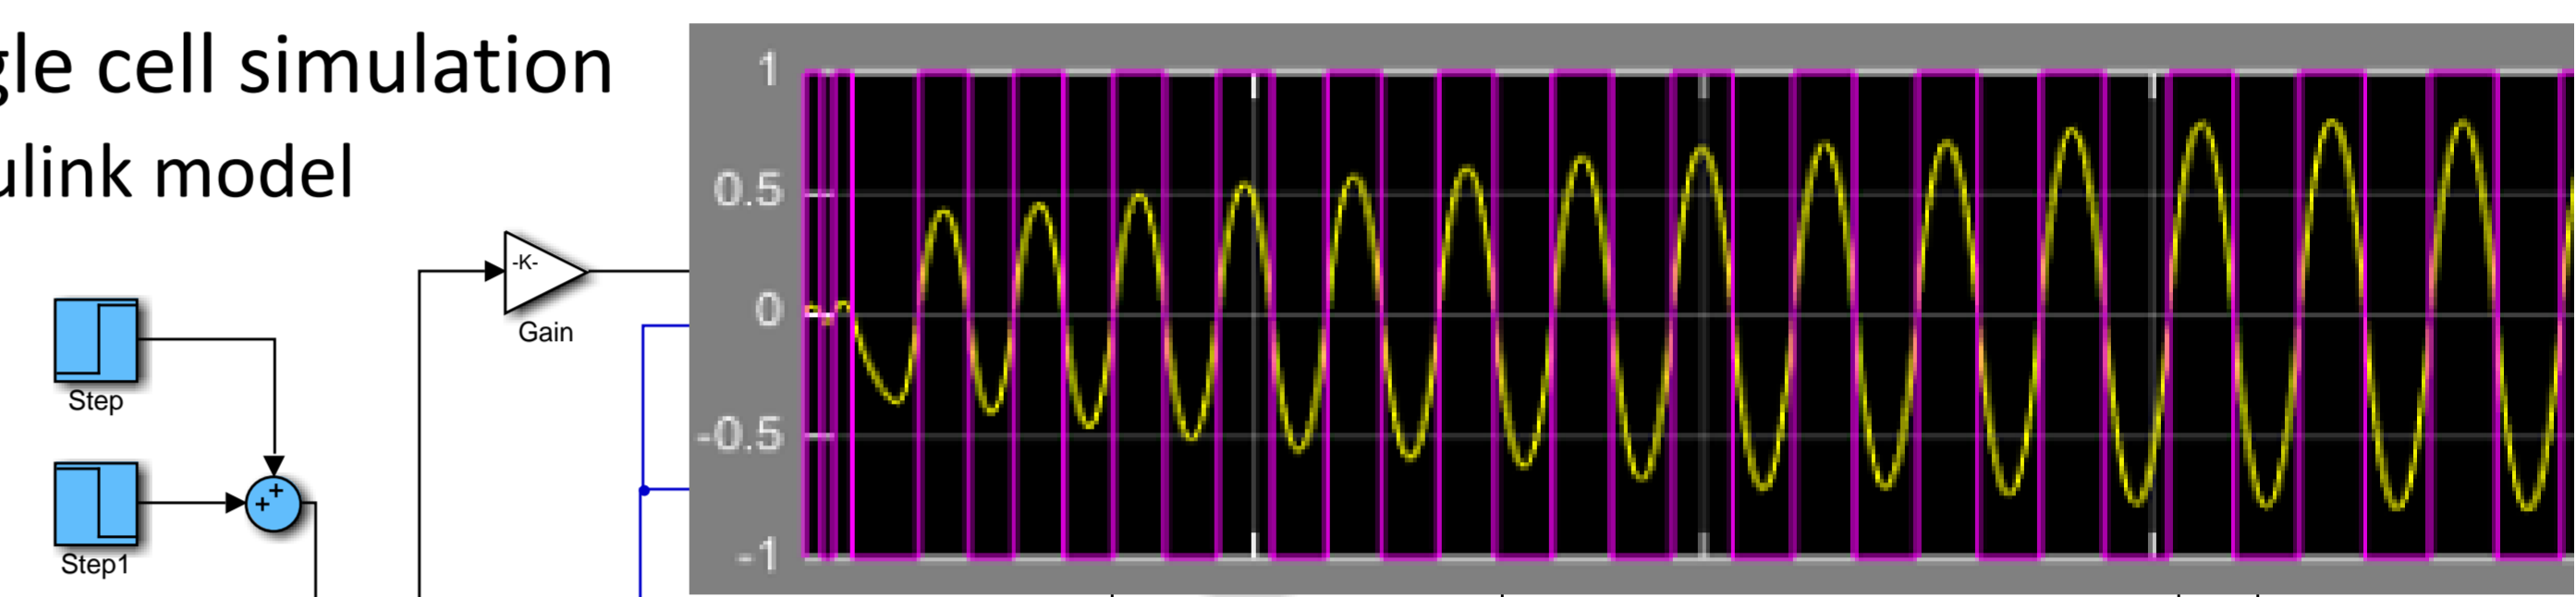 gle cell simulation
ulink model
-K-
Gain
Step
Step1
+
+
1
0.5
0
-0.5
-1